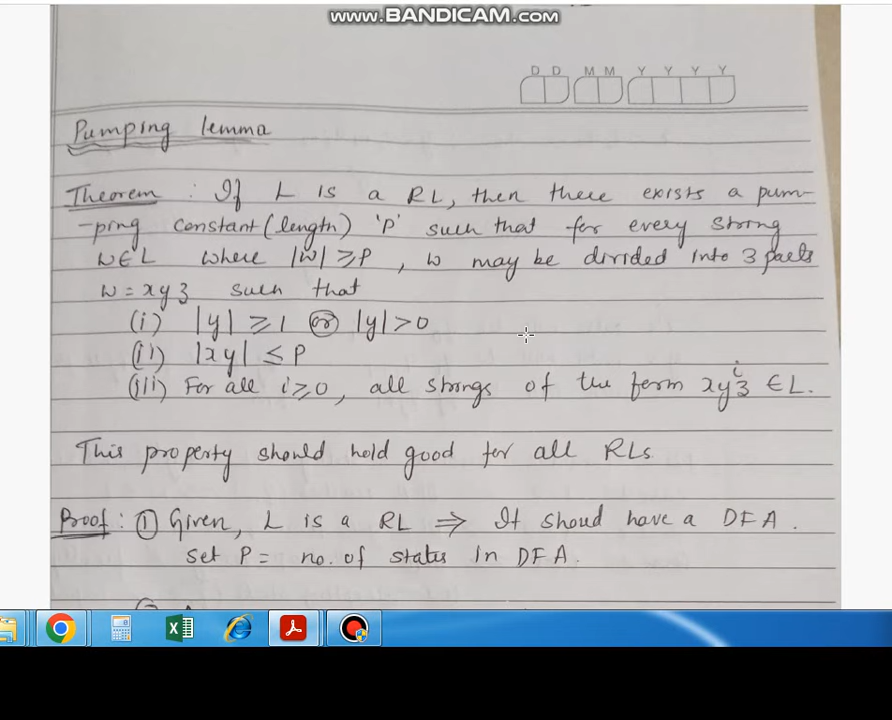 WWW.BANDICAM.COM
D D M M Y Y Y Y
Pumping lemma
Theorem : If L is a RL, then there exists a pum-
-ping constant (length) 'P' such that for every string
w∈L where |w| ≥ P, w may be divided into 3 parts
w = xyz such that
(i) |y| ≥ 1 or |y| > 0
(ii) |xy| ≤ P
(iii) For all i ≥ 0, all strings of the form xyⁱz ∈ L.
This property should hold good for all RLs
Proof : ① Given, L is a RL ⇒ It should have a DFA.
set P = no. of states in DFA.